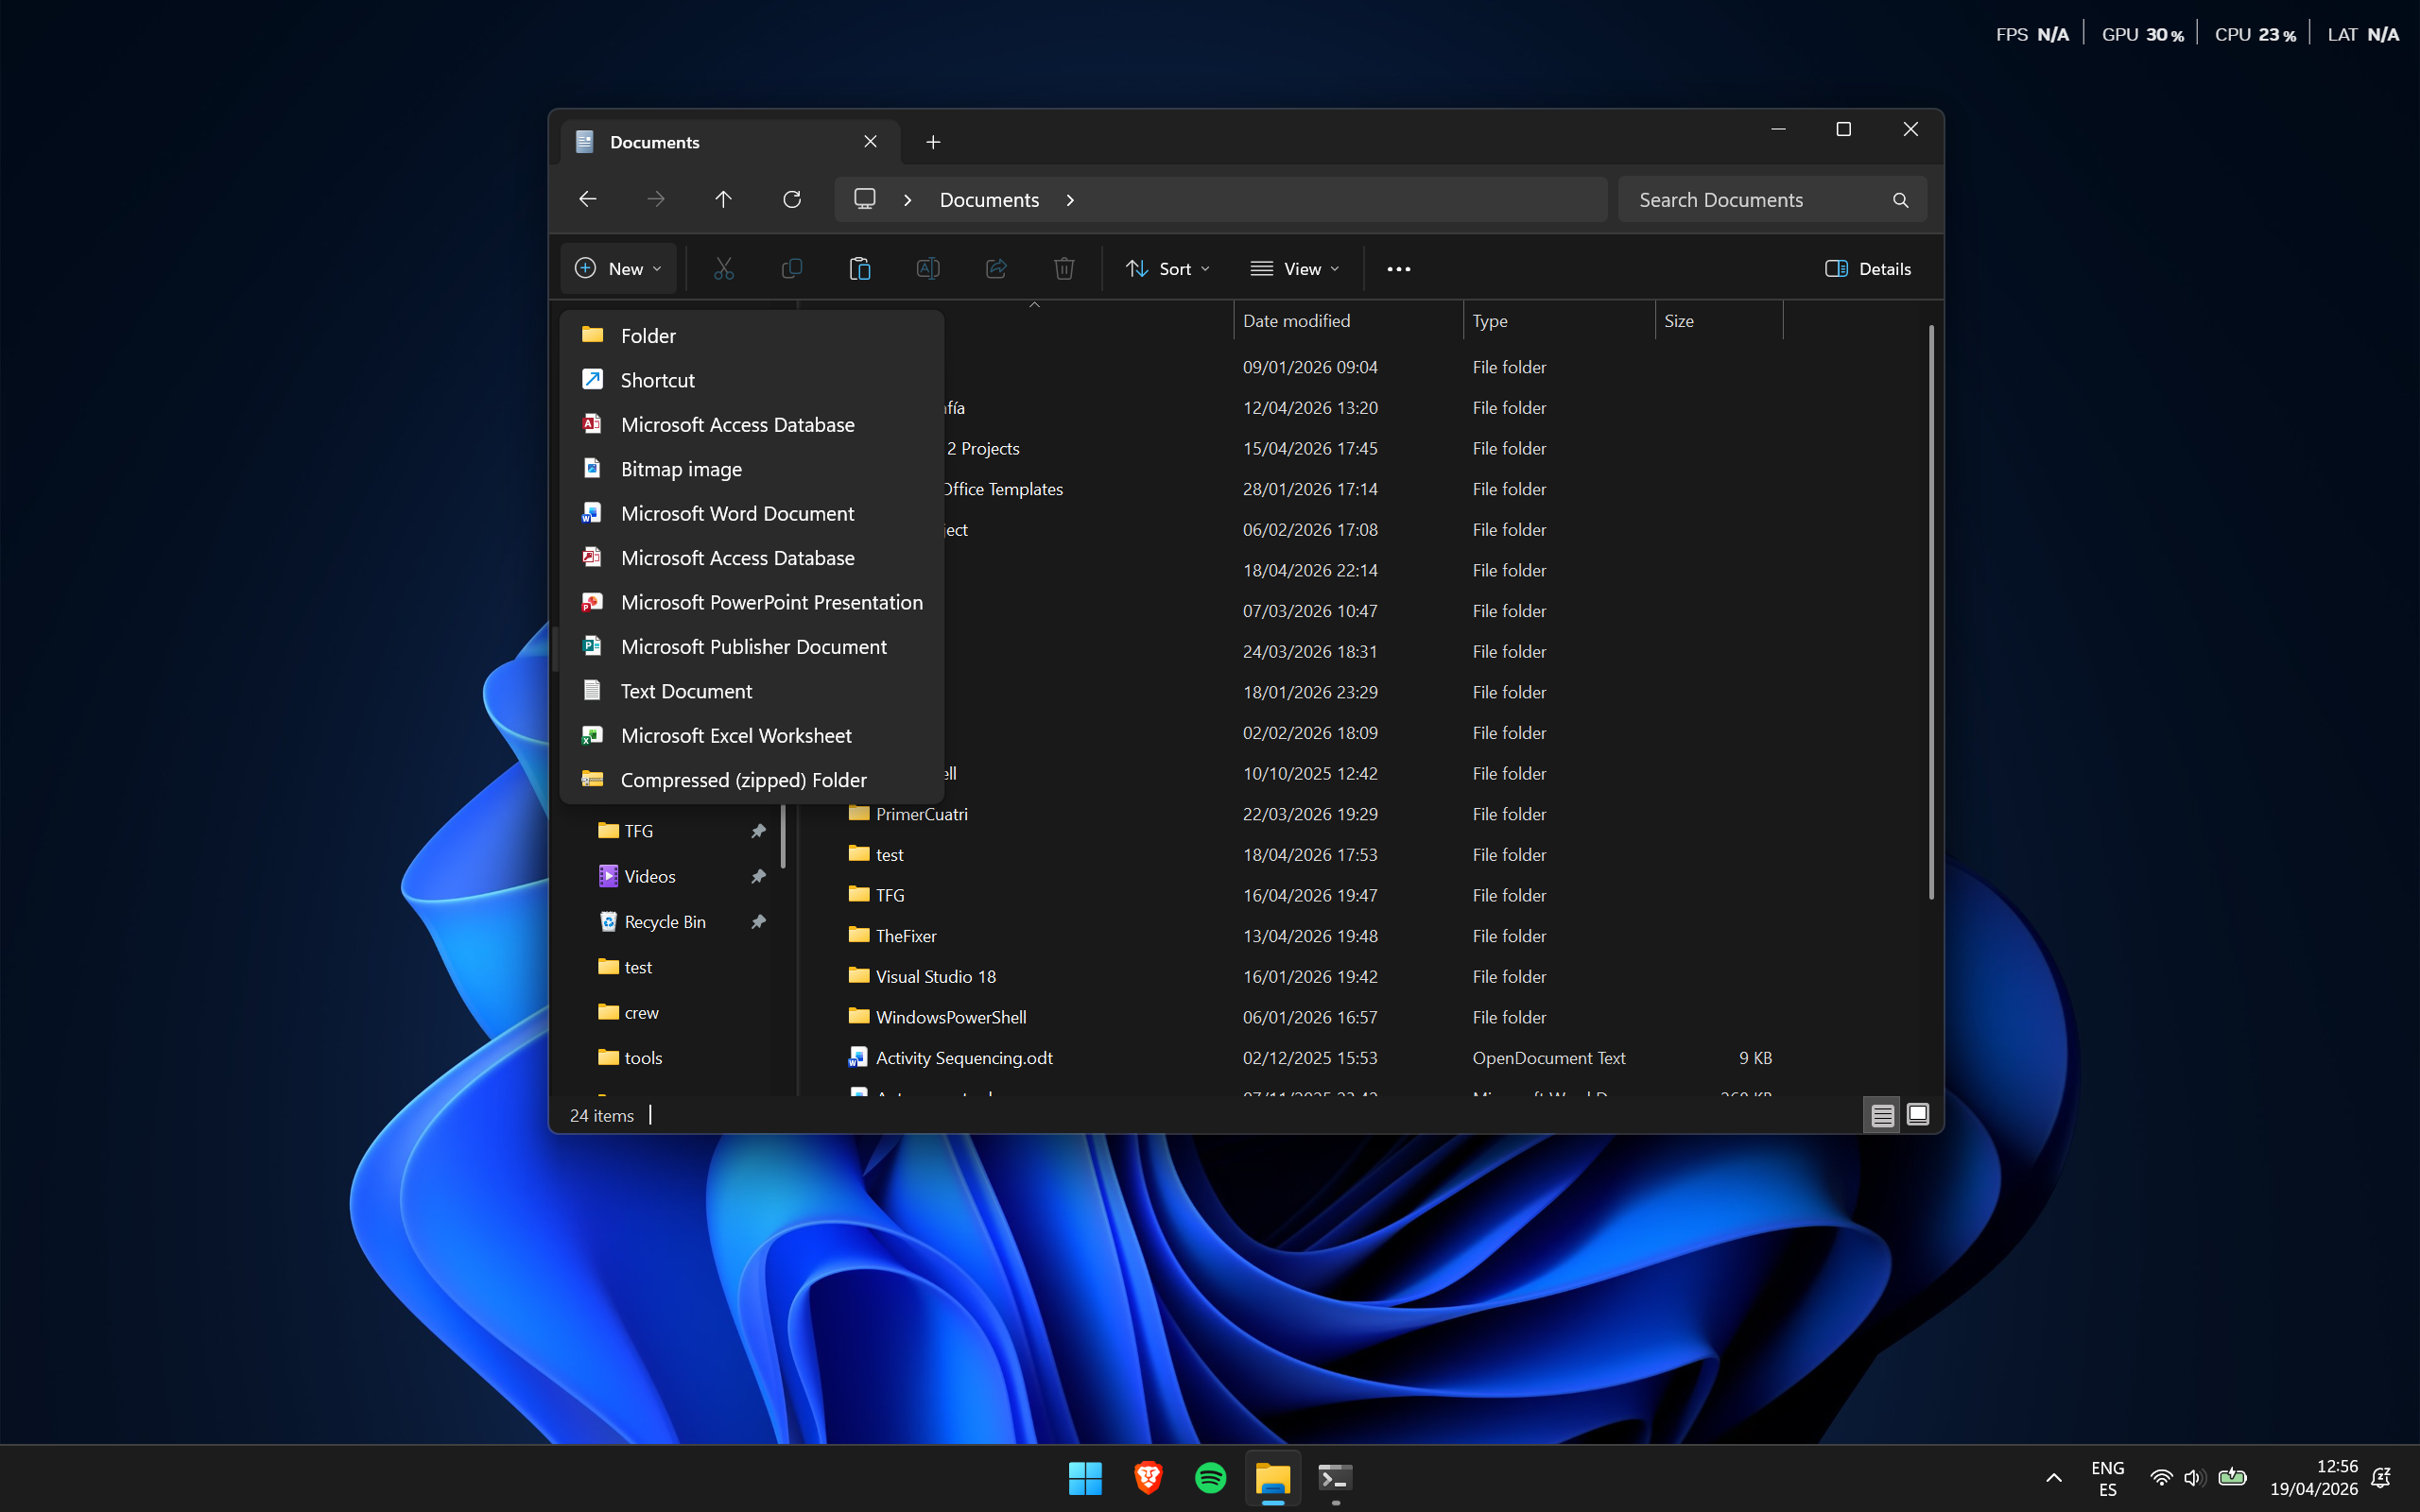 FPS N/A GPU 30 % CPU 23 % LAT N/A
Documents
Documents
Search Documents
New
Sort
View
Details
Folder
Shortcut
Microsoft Access Database
Bitmap image
Microsoft Word Document
Microsoft Access Database
Microsoft PowerPoint Presentation
Microsoft Publisher Document
Text Document
Microsoft Excel Worksheet
Compressed (zipped) Folder
TFG
Videos
Recycle Bin
test
crew
tools
Date modified Type Size
09/01/2026 09:04 File folder
12/04/2026 13:20 File folder
2 Projects 15/04/2026 17:45 File folder
Office Templates 28/01/2026 17:14 File folder
06/02/2026 17:08 File folder
18/04/2026 22:14 File folder
07/03/2026 10:47 File folder
24/03/2026 18:31 File folder
18/01/2026 23:29 File folder
02/02/2026 18:09 File folder
10/10/2025 12:42 File folder
PrimerCuatri 22/03/2026 19:29 File folder
test 18/04/2026 17:53 File folder
TFG 16/04/2026 19:47 File folder
TheFixer 13/04/2026 19:48 File folder
Visual Studio 18 16/01/2026 19:42 File folder
WindowsPowerShell 06/01/2026 16:57 File folder
Activity Sequencing.odt 02/12/2025 15:53 OpenDocument Text 9 KB
24 items
ENG
ES
12:56
19/04/2026